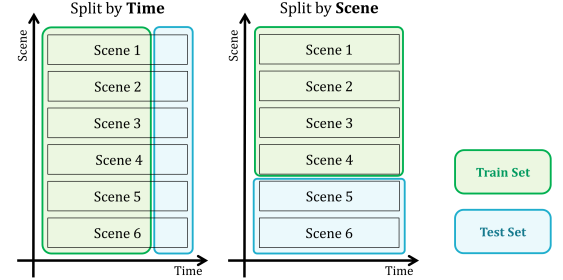 Split by Time
Scene
Scene 1
Scene 2
Scene 3
Scene 4
Scene 5
Scene 6
Time
Split by Scene
Scene
Scene 1
Scene 2
Scene 3
Scene 4
Scene 5
Scene 6
Time
Train Set
Test Set